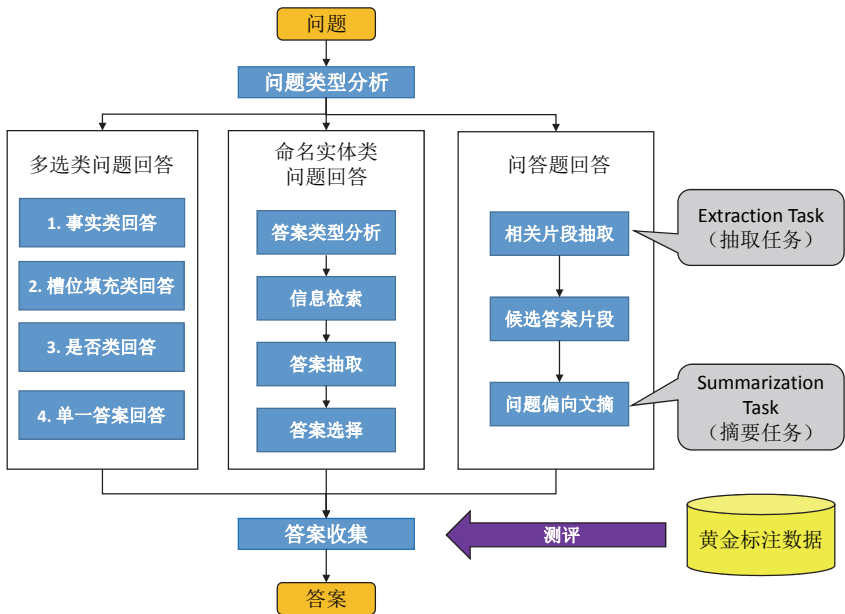 问题
问题类型分析
多选类问题回答
1. 事实类回答
2. 槽位填充类回答
3. 是否类回答
4. 单一答案回答
命名实体类
问题回答
答案类型分析
信息检索
答案抽取
答案选择
问答题回答
相关片段抽取
候选答案片段
问题偏向文摘
Extraction Task
（抽取任务）
Summarization
Task
（摘要任务）
答案收集
测评
黄金标注数据
答案